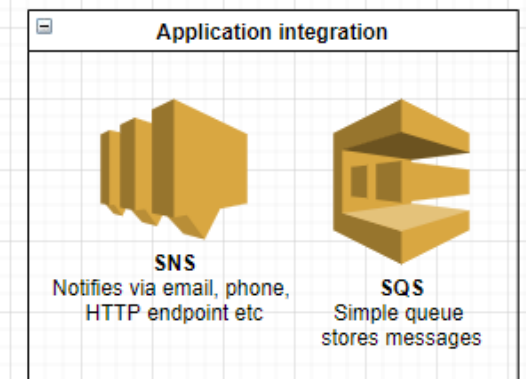 Application integration
SNS
Notifies via email, phone,
HTTP endpoint etc
SQS
Simple queue
stores messages